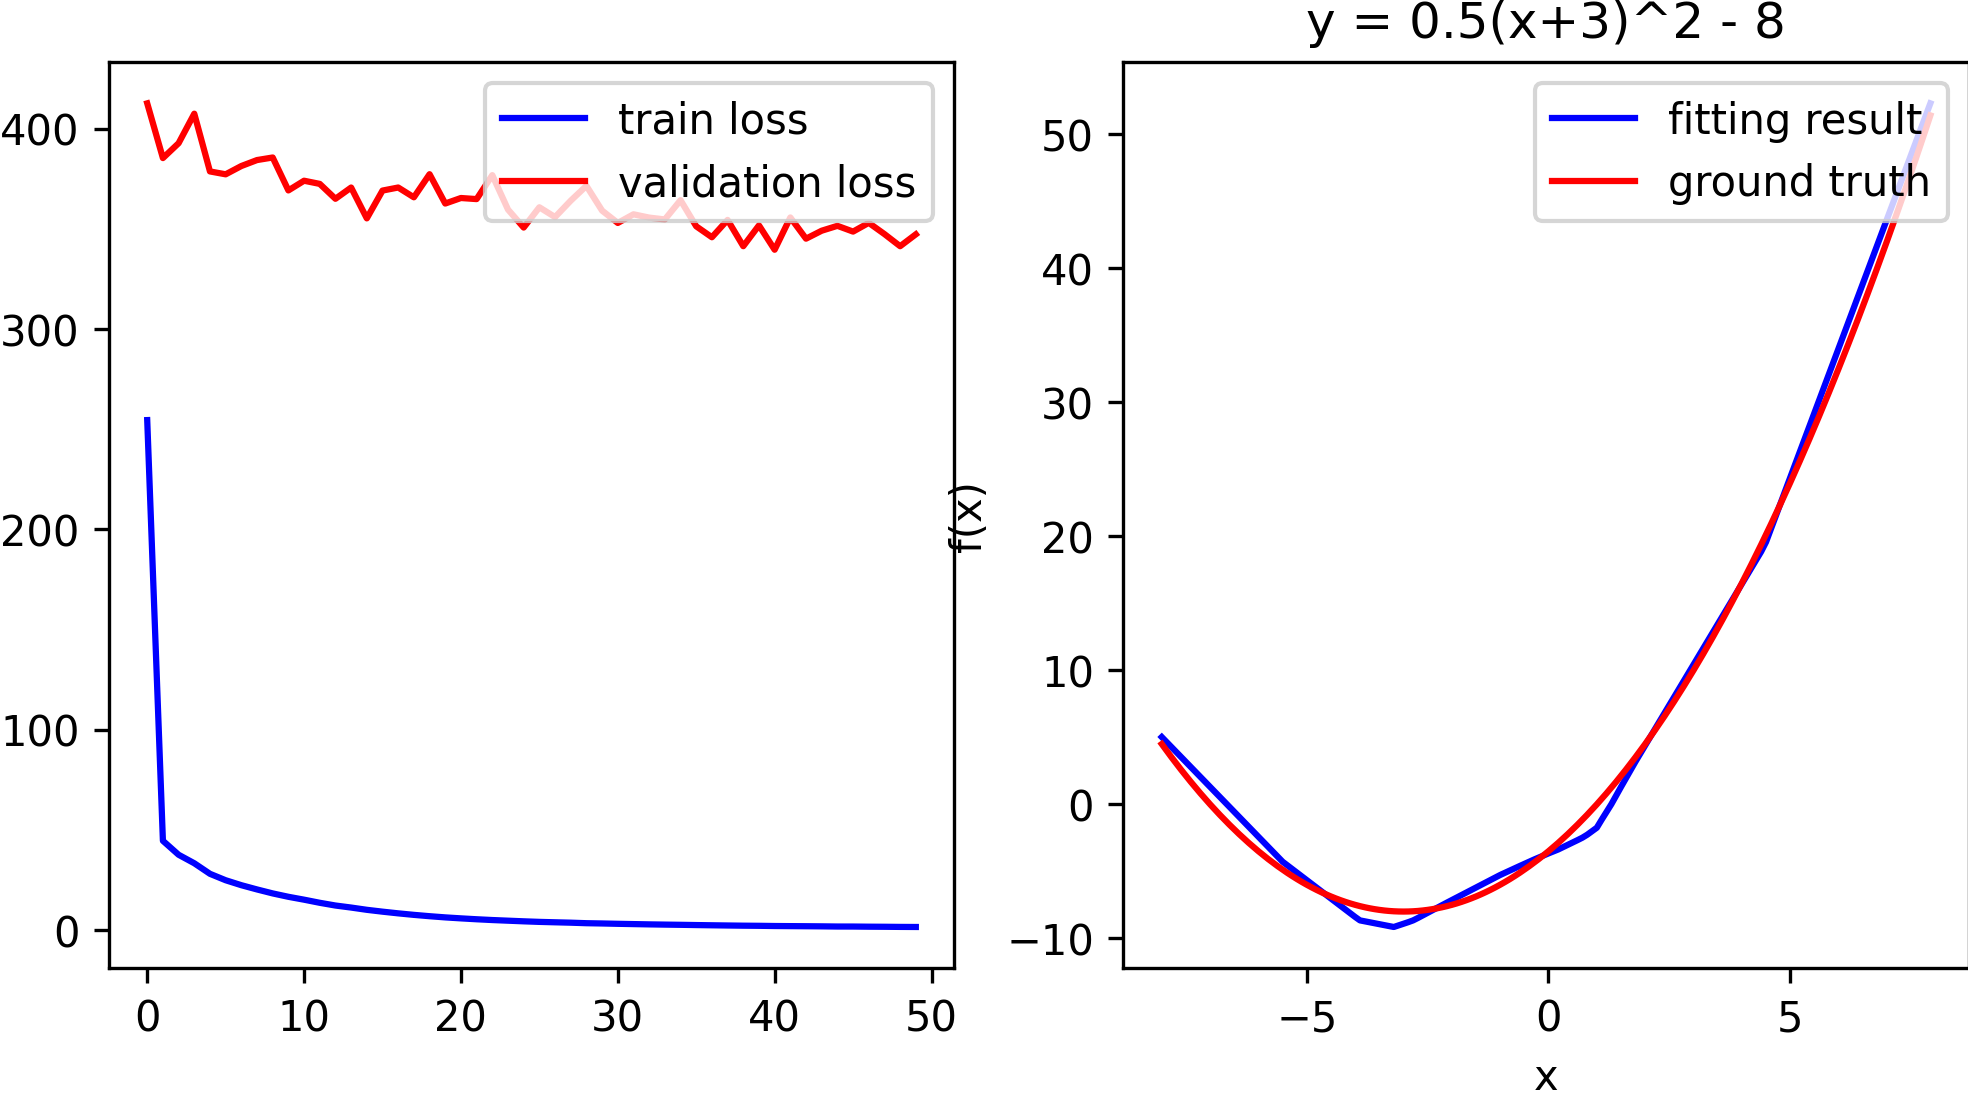 400
300
200
100
0
0 10 20 30 40 50
train loss
validation loss
y = 0.5(x+3)^2 - 8
f(x)
50
40
30
20
10
0
−10
−5 0 5
x
fitting result
ground truth